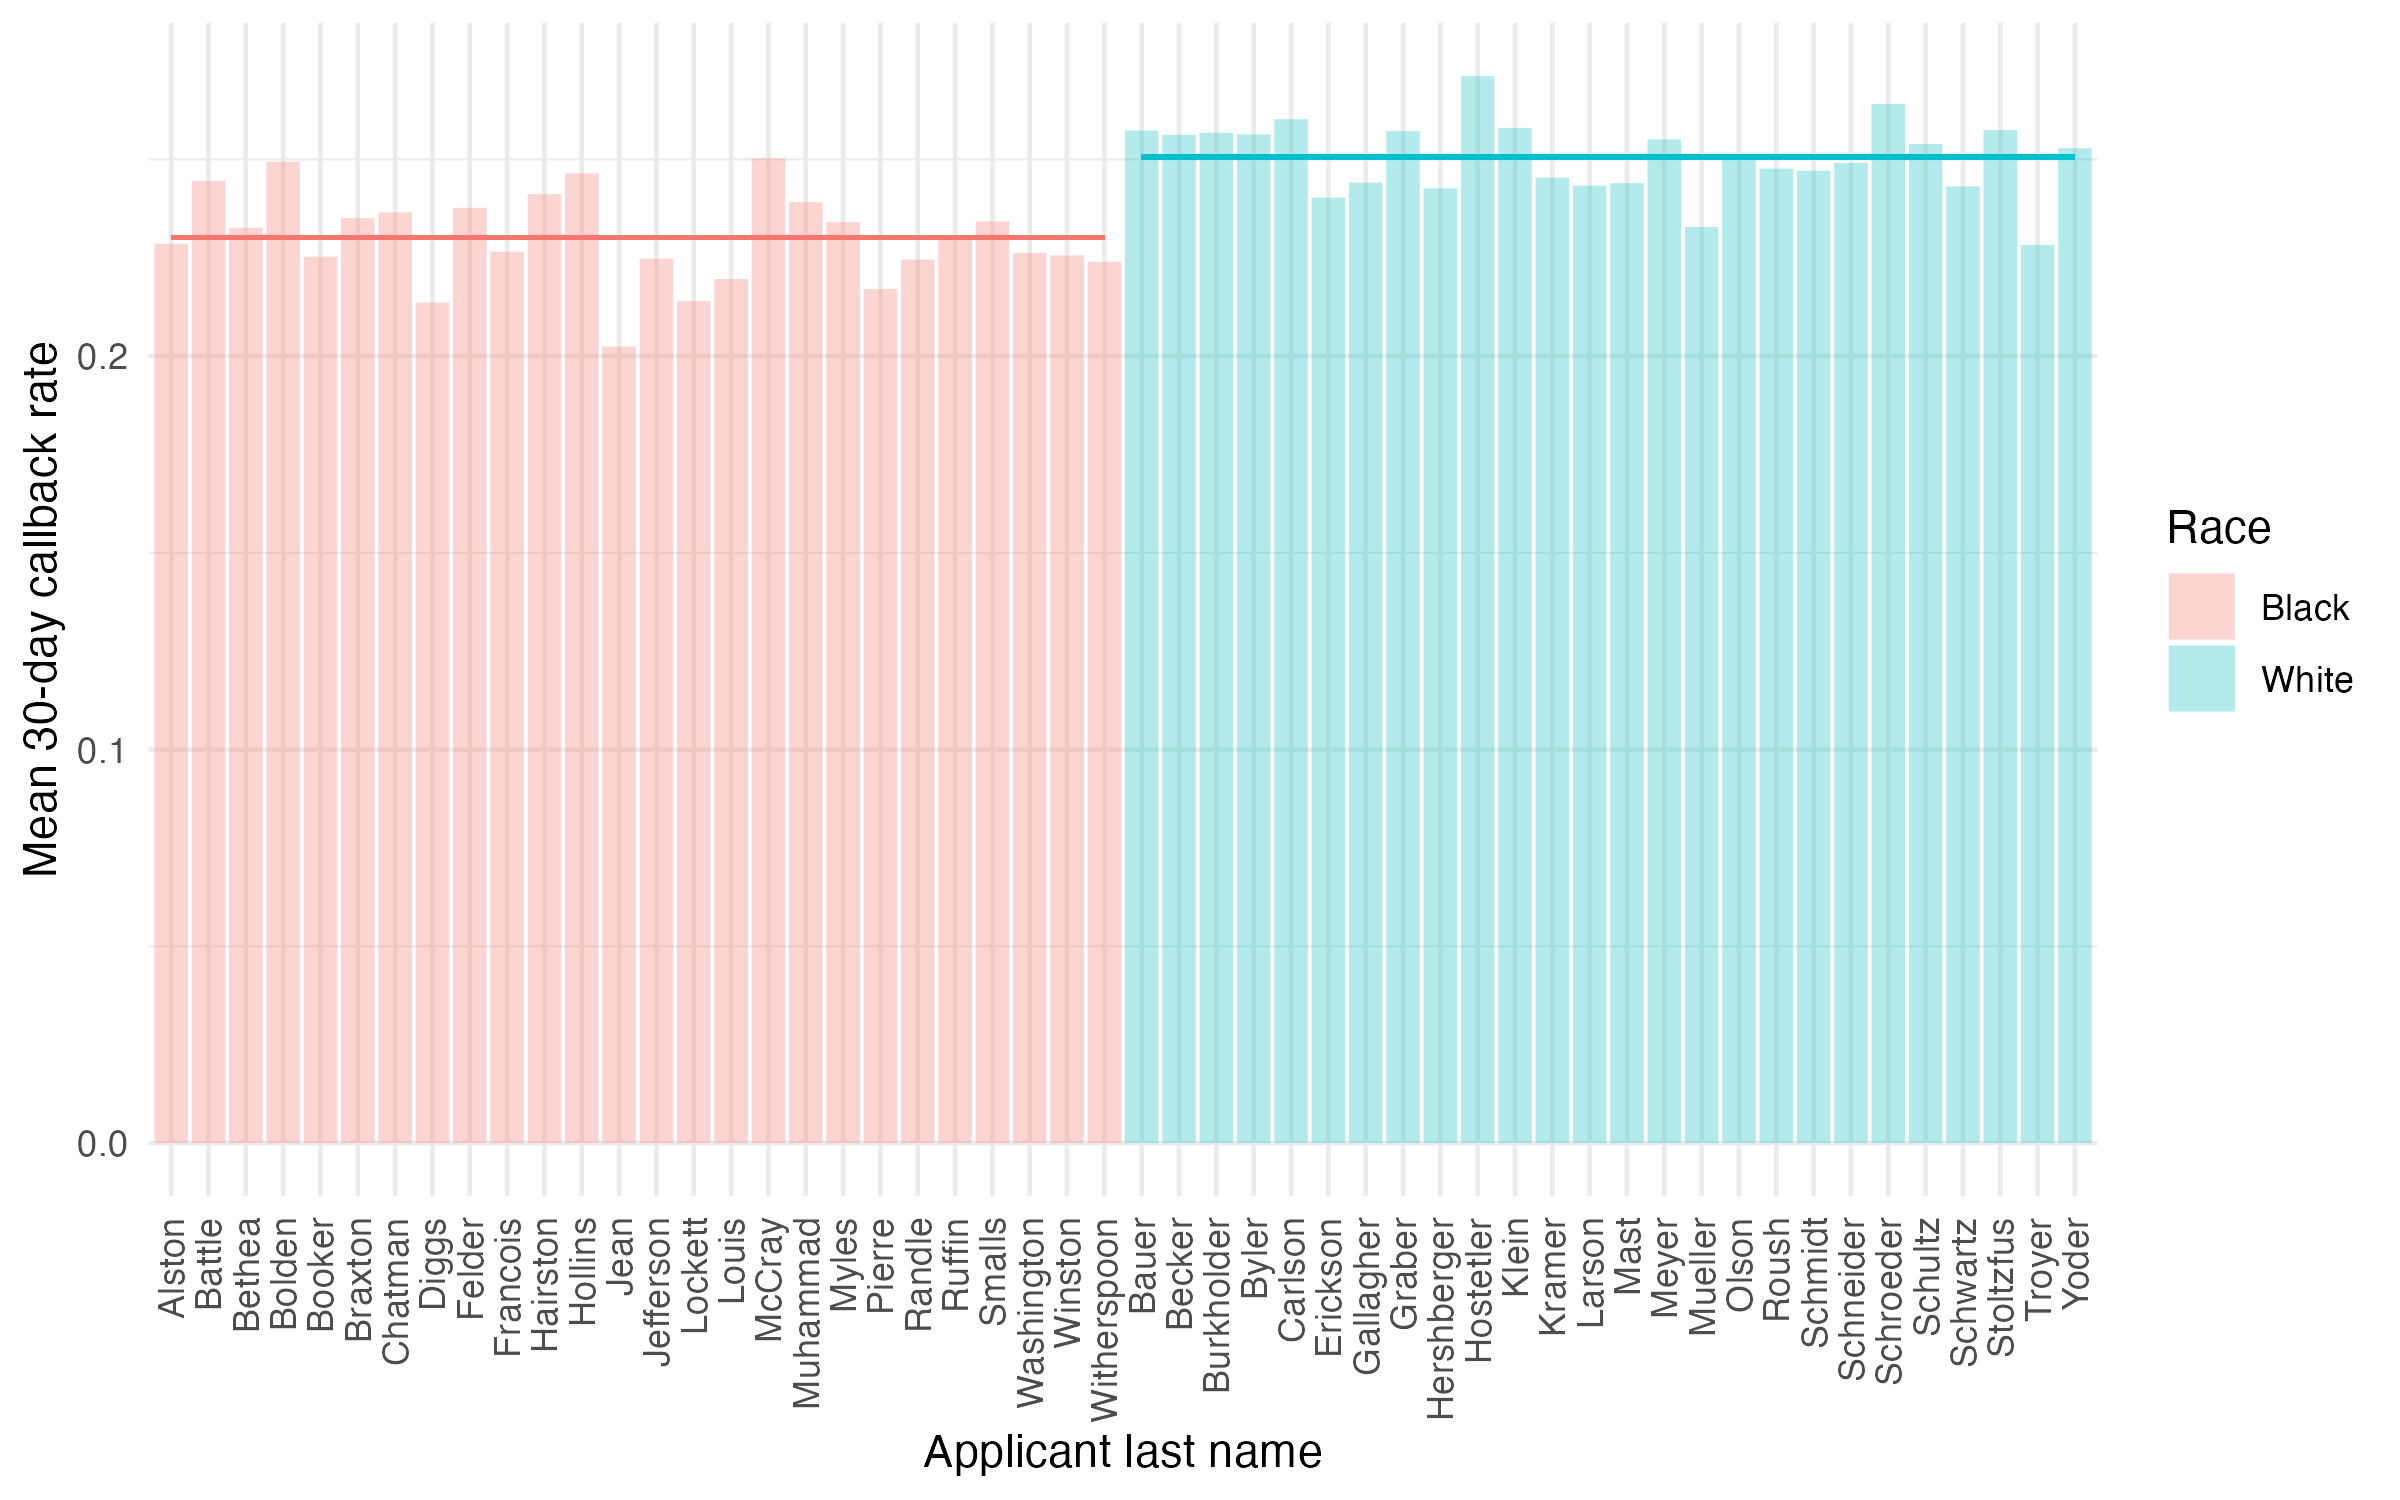 Mean 30-day callback rate
0.2
0.1
0.0
Alston
Battle
Bethea
Bolden
Booker
Braxton
Chatman
Diggs
Felder
Francois
Hairston
Hollins
Jean
Jefferson
Lockett
Louis
McCray
Muhammad
Myles
Pierre
Randle
Ruffin
Smalls
Washington
Winston
Witherspoon
Bauer
Becker
Burkholder
Byler
Carlson
Erickson
Gallagher
Graber
Hershberger
Hostetler
Klein
Kramer
Larson
Mast
Meyer
Mueller
Olson
Roush
Schmidt
Schneider
Schroeder
Schultz
Schwartz
Stoltzfus
Troyer
Yoder
Applicant last name
Race
Black
White